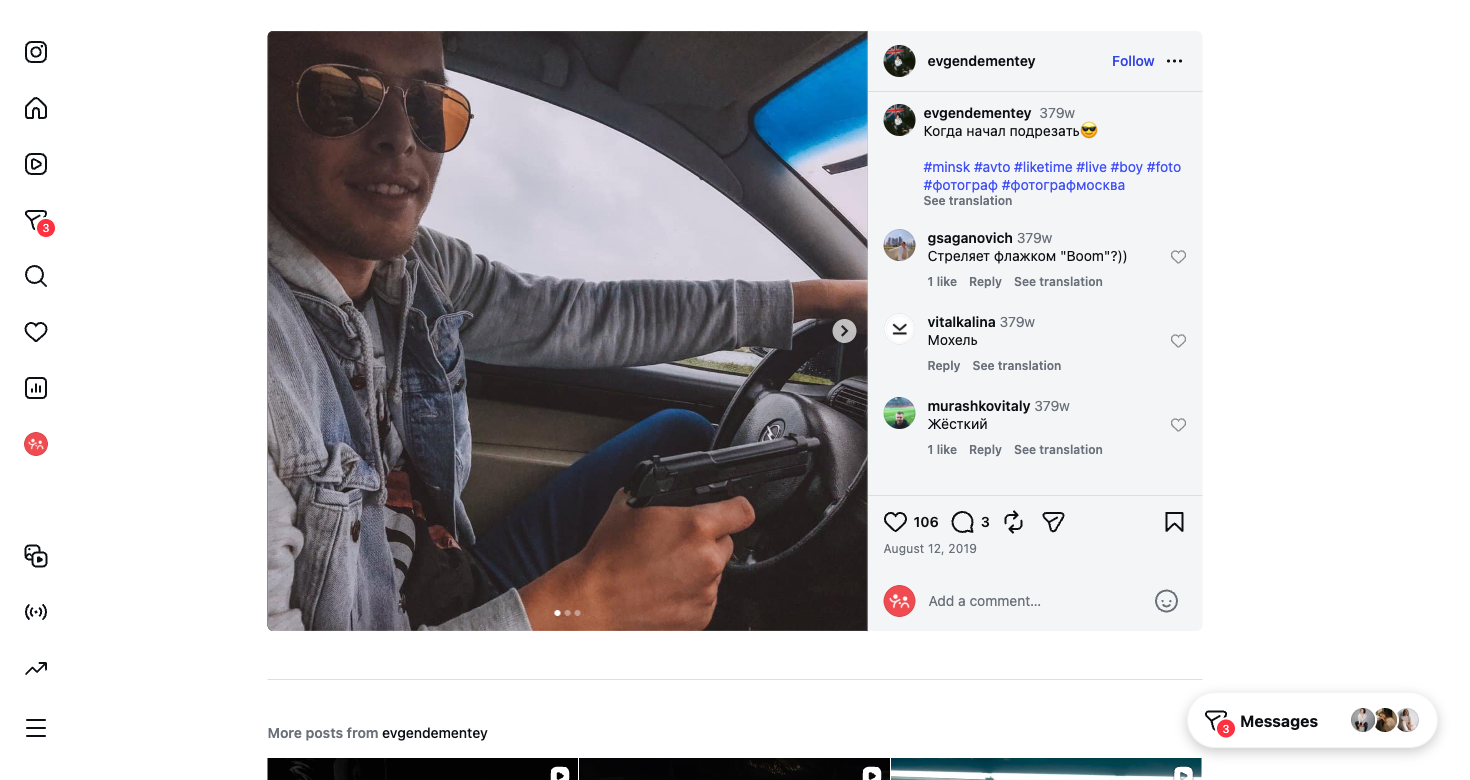 evgendementey
Follow
evgendementey 379w
Когда начал подрезать😎
#minsk #avto #liketime #live #boy #foto
#фотограф #фотографмосква
See translation
gsaganovich 379w
Стреляет флажком "Boom"?))
1 like Reply See translation
vitalkalina 379w
Мохель
Reply See translation
murashkovitaly 379w
Жёсткий
1 like Reply See translation
106 3
August 12, 2019
Add a comment...
3
More posts from evgendementey
3
Messages